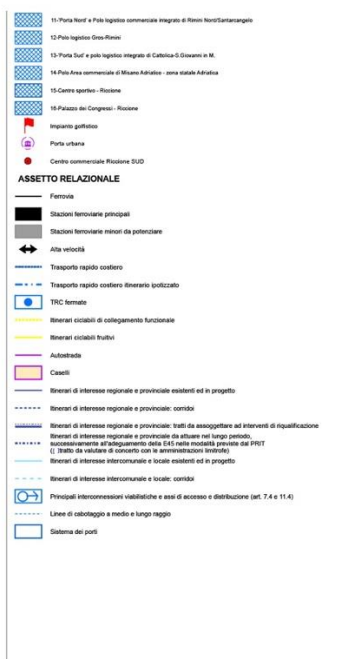 11-'Porta Nord' e Polo logistico commerciale integrato di Rimini Nord/Santarcangelo
12-Polo logistico Gros-Rimini
13-'Porta Sud' e polo logistico integrato di Cattolica-S.Giovanni in M.
14-Polo Area commerciale di Misano Adriatico - zona statale Adriatica
15-Centro sportivo - Riccione
16-Palazzo dei Congressi - Riccione
Impianto golfistico
Porta urbana
Centro commerciale Riccione SUD
ASSETTO RELAZIONALE
Ferrovia
Stazioni ferroviarie principali
Stazioni ferroviarie minori da potenziare
Alta velocità
Trasporto rapido costiero
Trasporto rapido costiero itinerario ipotizzato
TRC fermate
Itinerari ciclabili di collegamento funzionale
Itinerari ciclabili fruitivi
Autostrada
Caselli
Itinerari di interesse regionale e provinciale esistenti ed in progetto
Itinerari di interesse regionale e provinciale: corridoi
Itinerari di interesse regionale e provinciale: tratti da assoggettare ad interventi di riqualificazione
Itinerari di interesse regionale e provinciale da attuare nel lungo periodo,
successivamente all'adeguamento della E45 nelle modalità previste dal PRIT
tratto da valutare di concerto con le amministrazioni limitrofe)
Itinerari di interesse intercomunale e locale esistenti ed in progetto
Itinerari di interesse intercomunale e locale: corridoi
Principali interconnessioni viabilistiche e assi di accesso e distribuzione (art. 7.4 e 11.4)
Linee di cabotaggio a medio e lungo raggio
Sistema dei porti